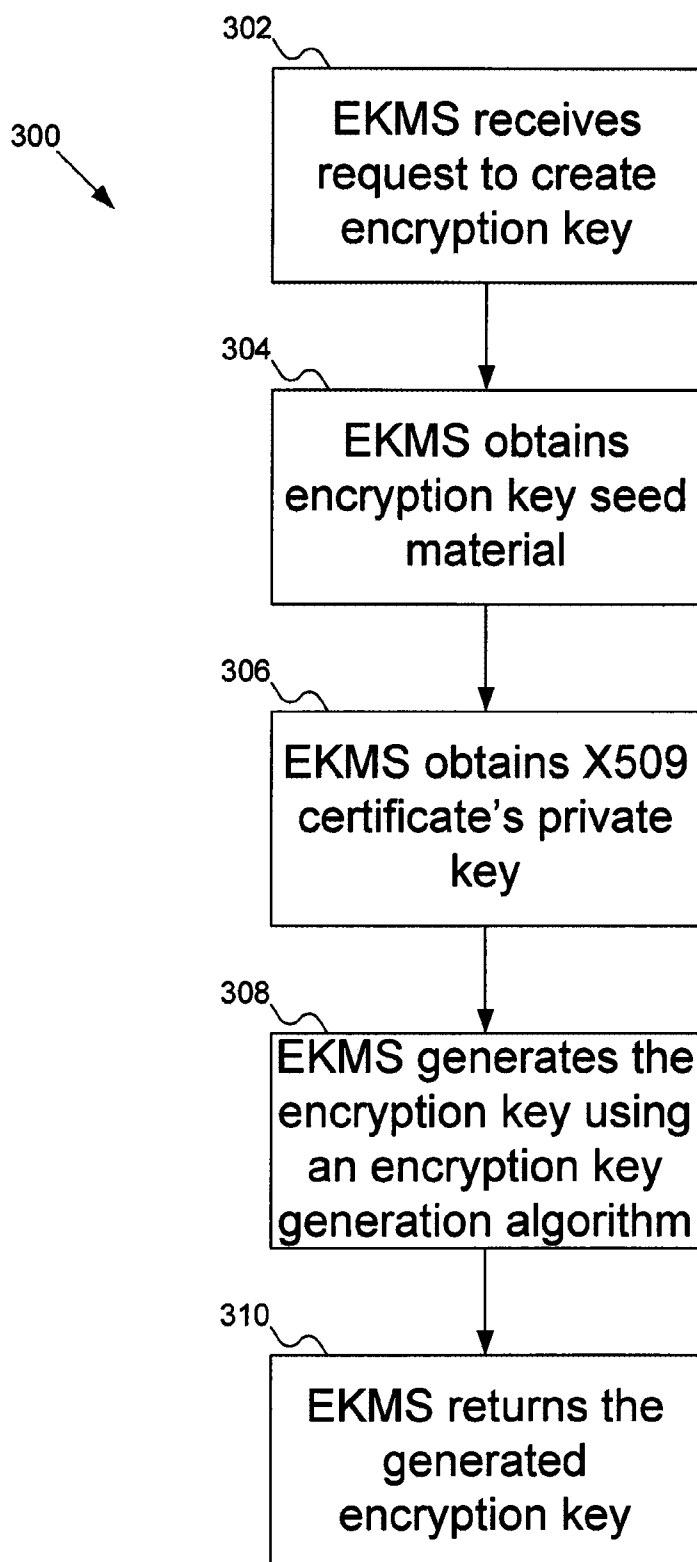 302
300
EKMS receives
request to create
encryption key
304
EKMS obtains
encryption key seed
material
306
EKMS obtains X509
certificate’s private
key
308
EKMS generates the
encryption key using
an encryption key
generation algorithm
310
EKMS returns the
generated
encryption key